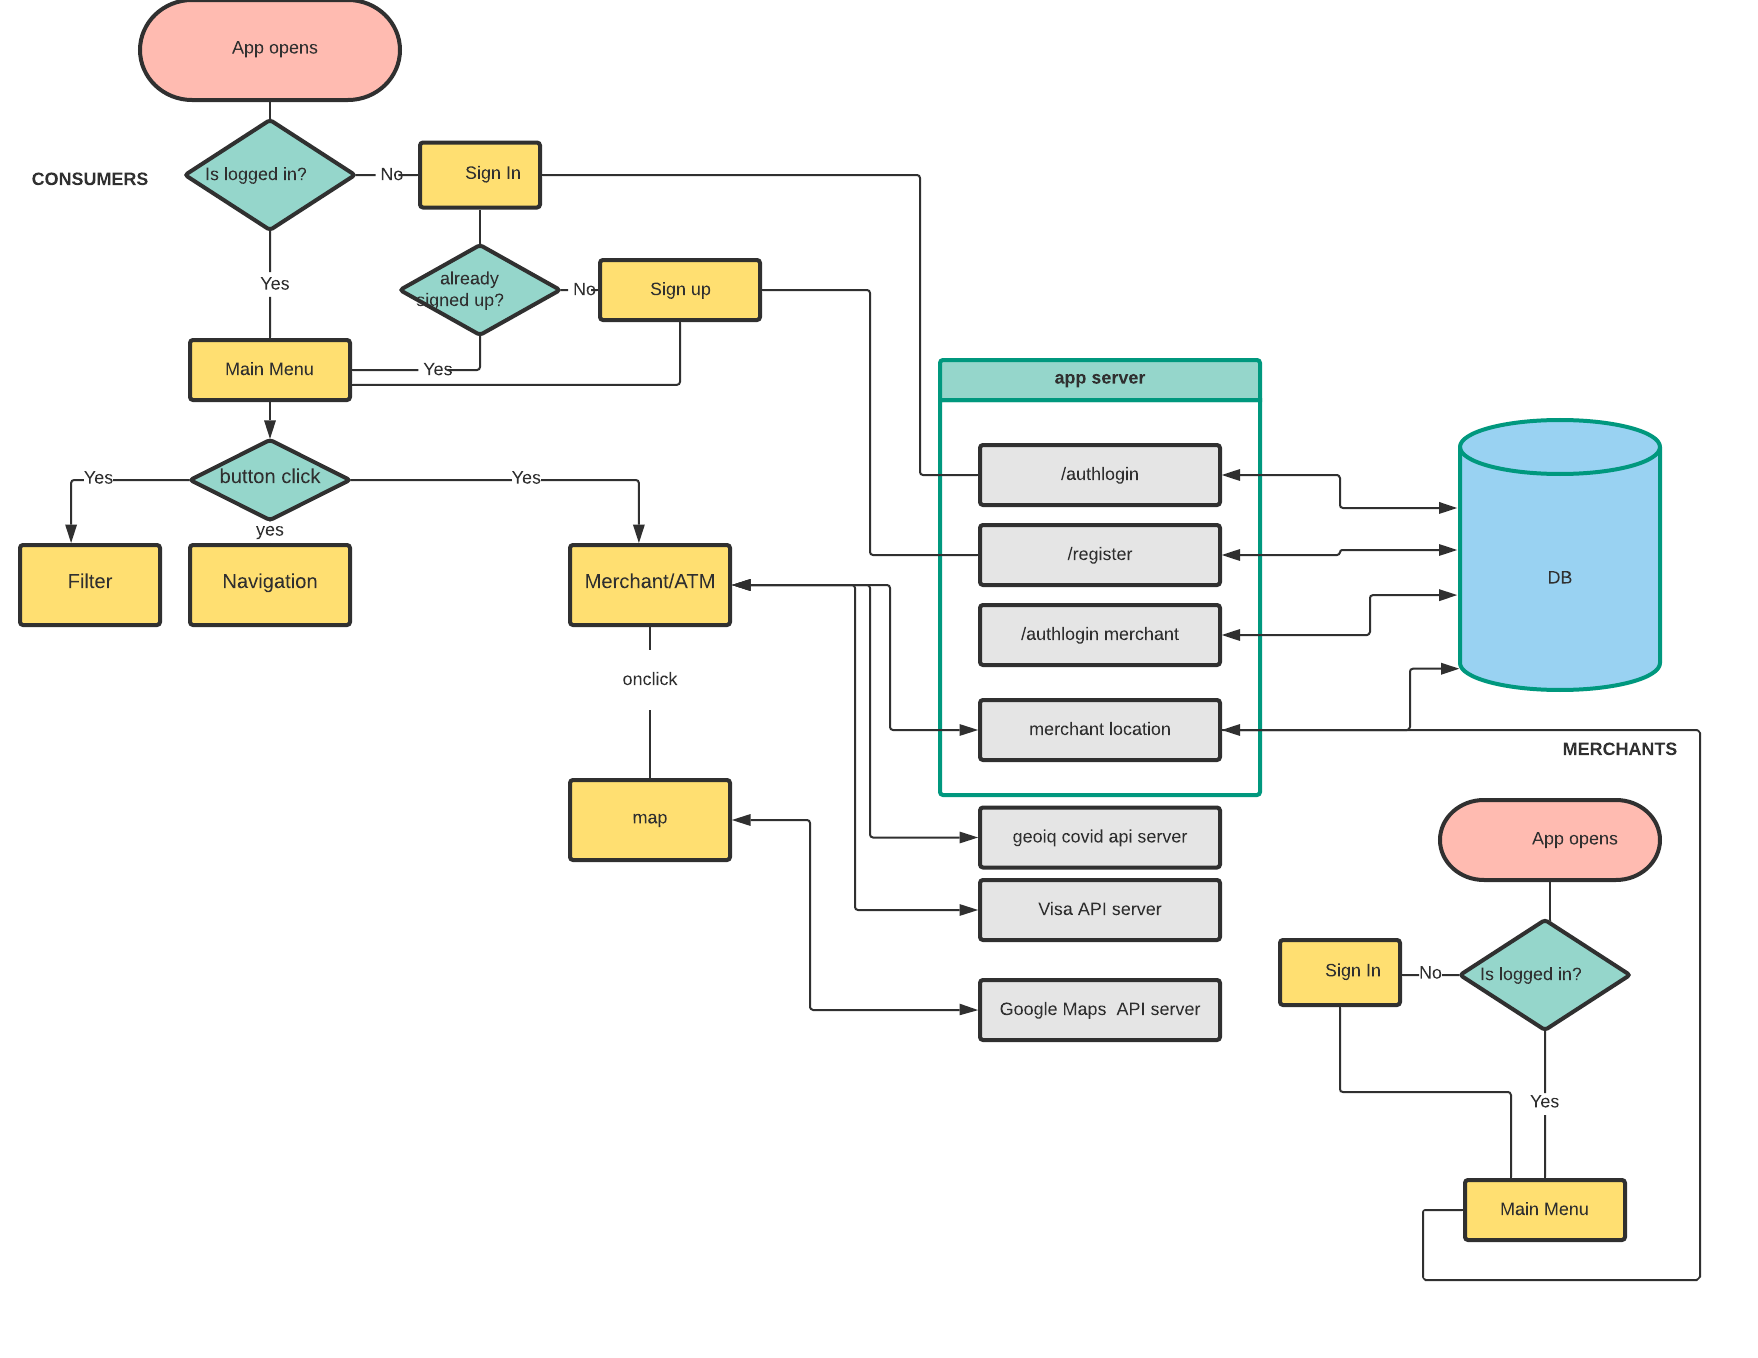 App opens
CONSUMERS
Is logged in?
No
Sign In
Yes
already
signed up?
No
Sign up
Main Menu
Yes
button click
Yes
Yes
yes
Filter
Navigation
Merchant/ATM
onclick
map
app server
/authlogin
/register
/authlogin merchant
merchant location
DB
geoiq covid api server
Visa API server
Google Maps  API server
MERCHANTS
App opens
Is logged in?
No
Sign In
Yes
Main Menu